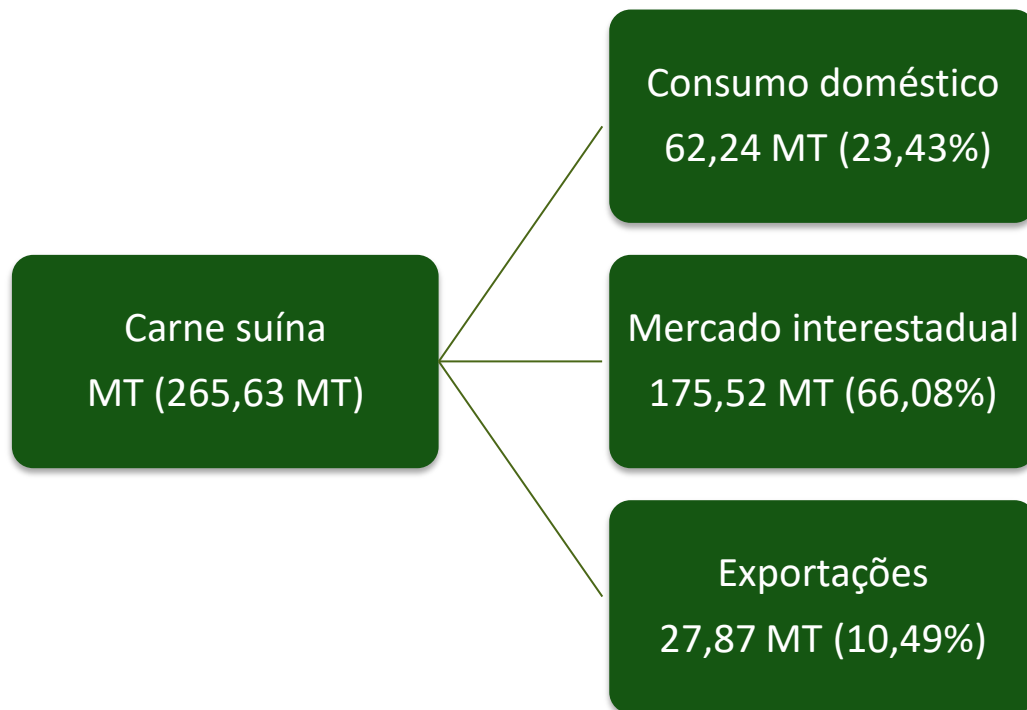 Consumo doméstico
62,24 MT (23,43%)
Carne suína
MT (265,63 MT)
Mercado interestadual
175,52 MT (66,08%)
Exportações
27,87 MT (10,49%)